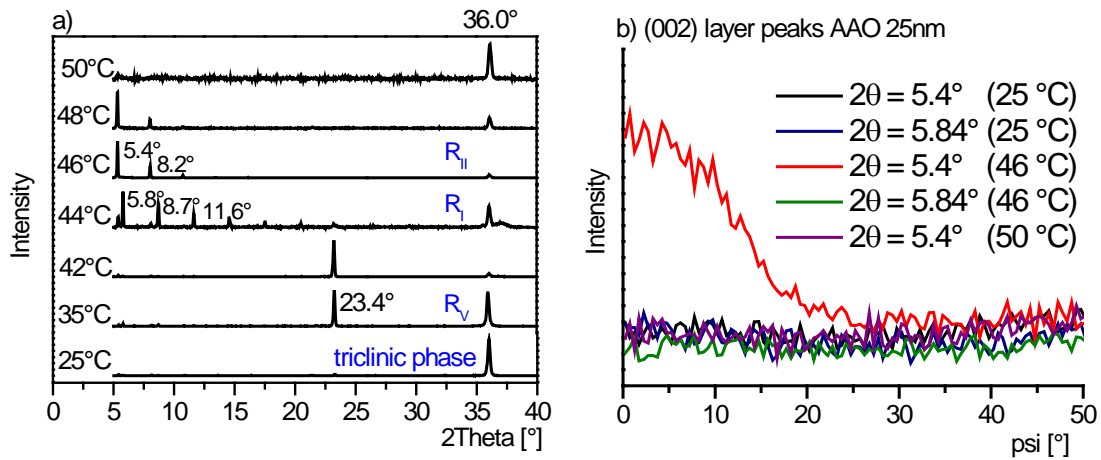 a)
36.0°
50°C
48°C
46°C
5.4°
8.2°
R_II
44°C
5.8°
8.7°
11.6°
R_I
42°C
35°C
23.4°
R_V
25°C
triclinic phase
Intensity
0 5 10 15 20 25 30 35 40
2Theta [°]
b) (002) layer peaks AAO 25nm
2θ = 5.4° (25 °C)
2θ = 5.84° (25 °C)
2θ = 5.4° (46 °C)
2θ = 5.84° (46 °C)
2θ = 5.4° (50 °C)
Intensity
0 10 20 30 40 50
psi [°]